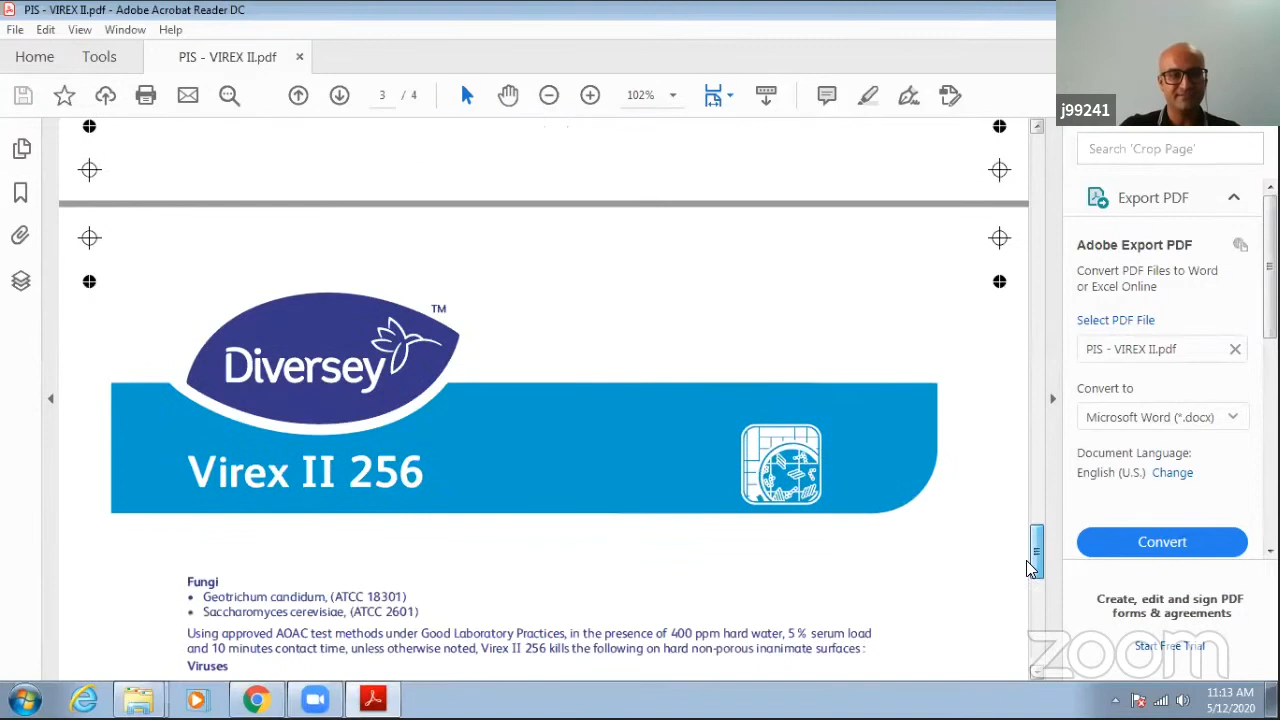 PIS - VIREX II.pdf - Adobe Acrobat Reader DC
File Edit View Window Help
Home Tools PIS - VIREX II.pdf ×
3 / 4 102%
j99241
Search 'Crop Page'
Export PDF
Adobe Export PDF
Convert PDF Files to Word
or Excel Online
Select PDF File
PIS - VIREX II.pdf
Convert to
Microsoft Word (*.docx)
Document Language:
English (U.S.) Change
Convert
Create, edit and sign PDF
forms & agreements
Start Free Trial
Diversey TM
Virex II 256
Fungi
• Geotrichum candidum, (ATCC 18301)
• Saccharomyces cerevisiae, (ATCC 2601)
Using approved AOAC test methods under Good Laboratory Practices, in the presence of 400 ppm hard water, 5 % serum load
and 10 minutes contact time, unless otherwise noted, Virex II 256 kills the following on hard non-porous inanimate surfaces :
Viruses
zoom
11:13 AM
5/12/2020